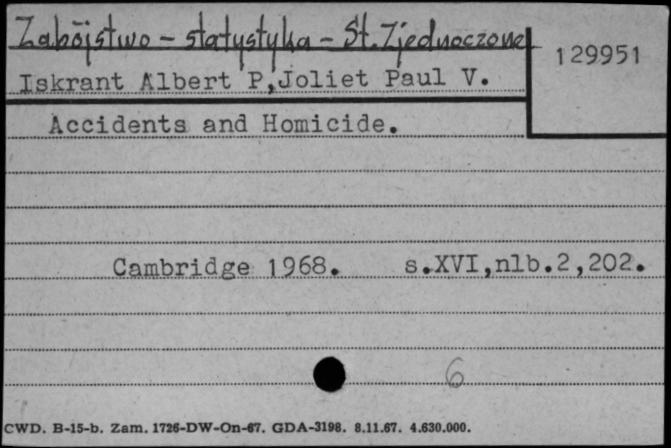 Zabójstwo - statystyka - St. Zjednoczone
129951
Iskrant Albert P,Joliet Paul V.
Accidents and Homicide.
Cambridge 1968. s.XVI,nlb.2,202.
6
CWD. B-15-b. Zam. 1726-DW-On-67. GDA-3198. 8.11.67. 4.630.000.